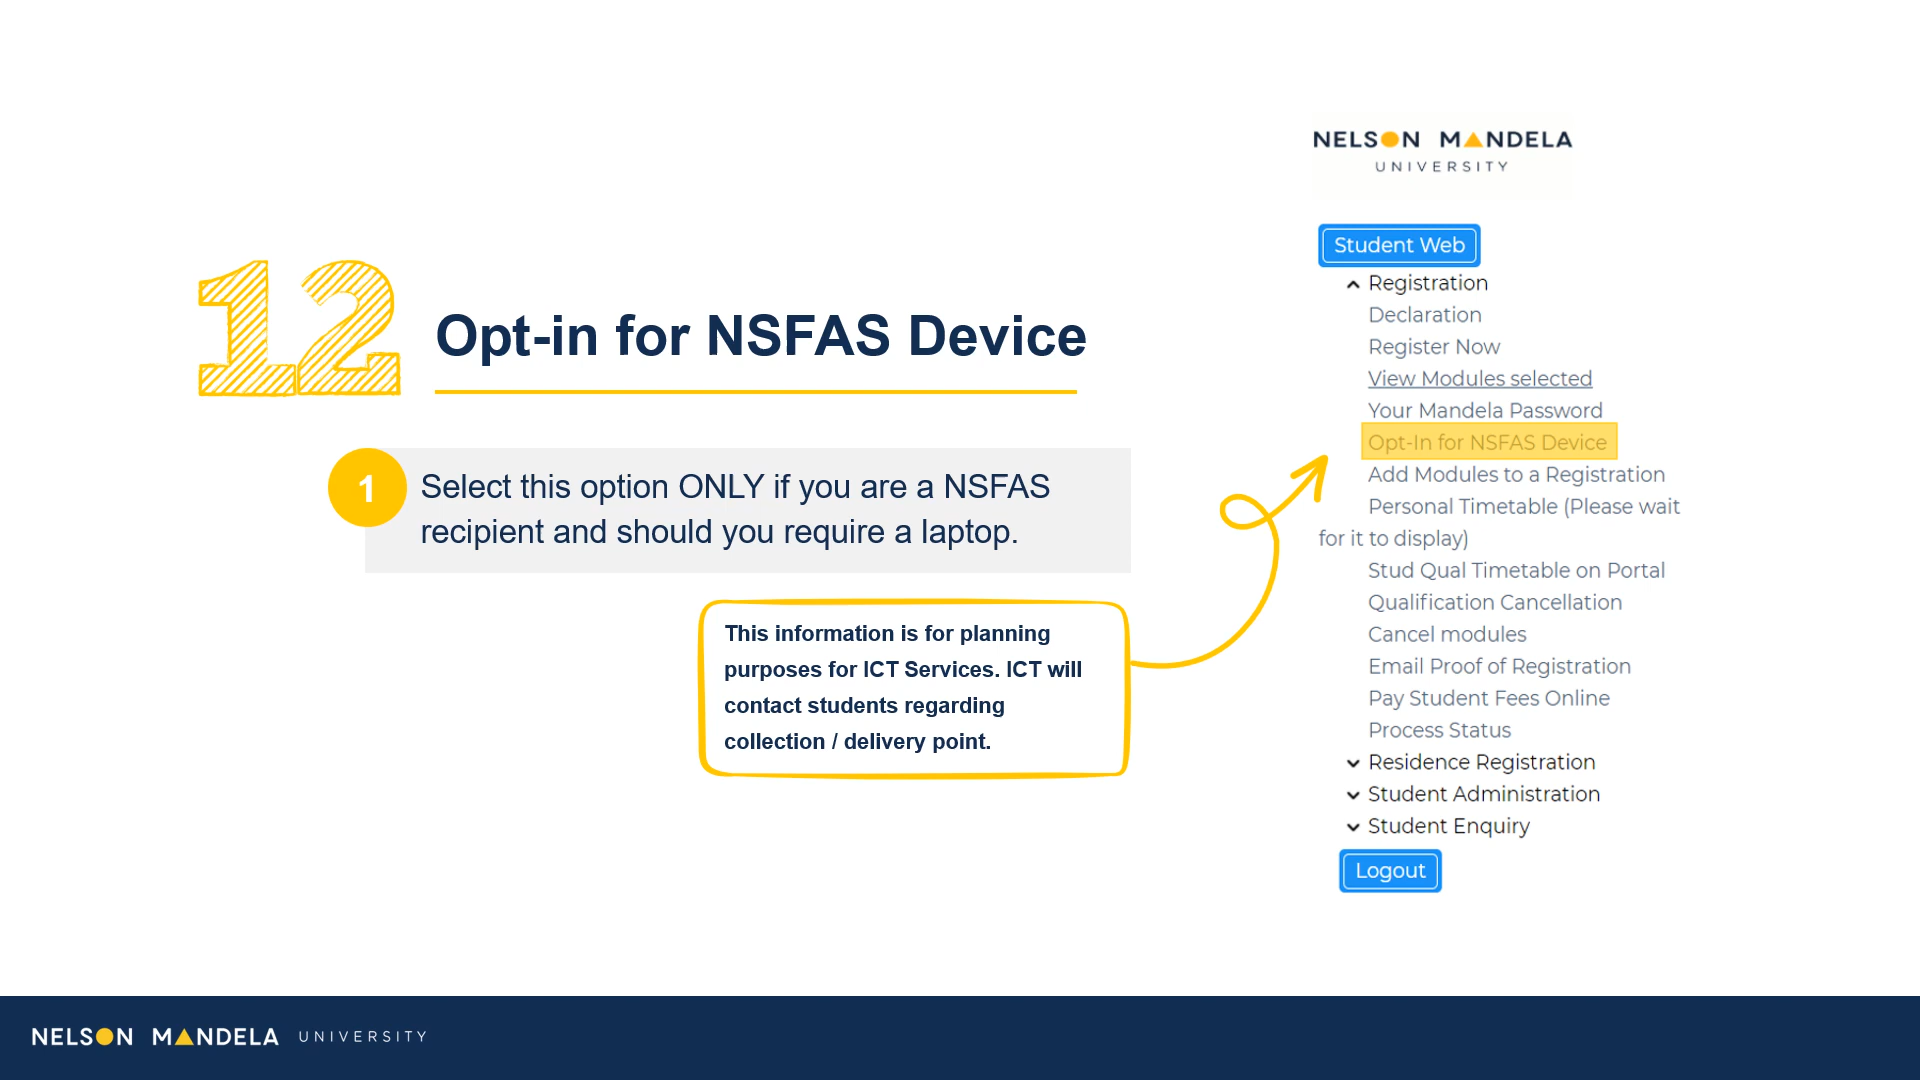 12
Opt-in for NSFAS Device
1
Select this option ONLY if you are a NSFAS
recipient and should you require a laptop.
This information is for planning
purposes for ICT Services. ICT will
contact students regarding
collection / delivery point.
NELSON MANDELA
UNIVERSITY
Student Web
Registration
Declaration
Register Now
View Modules selected
Your Mandela Password
Opt-In for NSFAS Device
Add Modules to a Registration
Personal Timetable (Please wait
for it to display)
Stud Qual Timetable on Portal
Qualification Cancellation
Cancel modules
Email Proof of Registration
Pay Student Fees Online
Process Status
Residence Registration
Student Administration
Student Enquiry
Logout
NELSON MANDELA UNIVERSITY